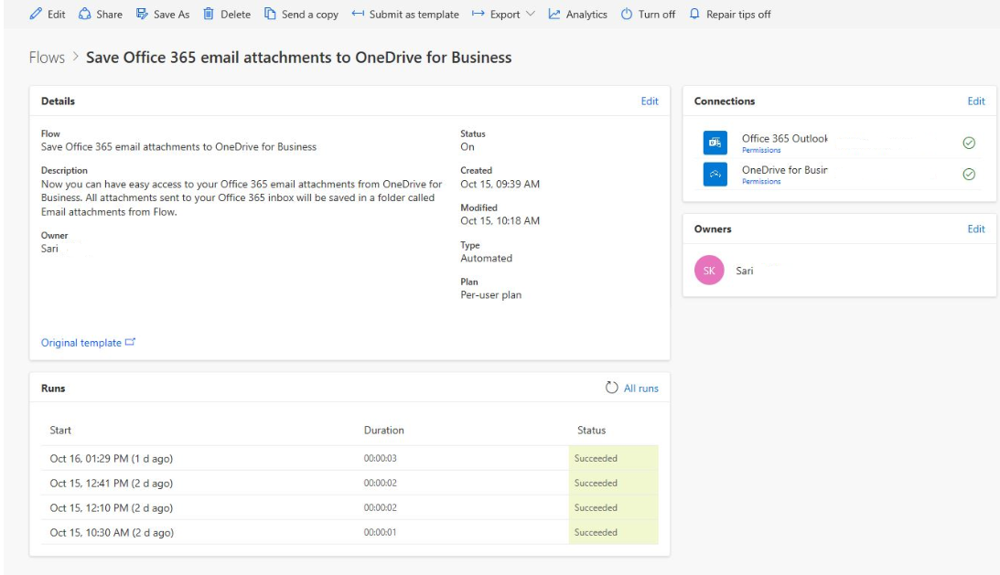 Edit Share Save As Delete Send a copy Submit as template Export Analytics Turn off Repair tips off
Flows > Save Office 365 email attachments to OneDrive for Business
Details Edit
Flow
Save Office 365 email attachments to OneDrive for Business
Description
Now you can have easy access to your Office 365 email attachments from OneDrive for
Business. All attachments sent to your Office 365 inbox will be saved in a folder called
Email attachments from Flow.
Owner
Sari
Status
On
Created
Oct 15, 09:39 AM
Modified
Oct 15, 10:18 AM
Type
Automated
Plan
Per-user plan
Original template
Connections Edit
Office 365 Outlook
Permissions
OneDrive for Busin
Permissions
Owners Edit
SK Sari
Runs All runs
Start Duration Status
Oct 16, 01:29 PM (1 d ago) 00:00:03 Succeeded
Oct 15, 12:41 PM (2 d ago) 00:00:02 Succeeded
Oct 15, 12:10 PM (2 d ago) 00:00:02 Succeeded
Oct 15, 10:30 AM (2 d ago) 00:00:01 Succeeded